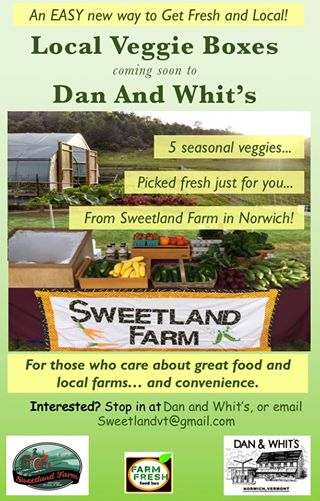 An EASY new way to Get Fresh and Local!
Local Veggie Boxes
coming soon to
Dan And Whit's
5 seasonal veggies...
Picked fresh just for you...
From Sweetland Farm in Norwich!
SWEETLAND
FARM
For those who care about great food and
local farms... and convenience.
Interested? Stop in at Dan and Whit's, or email
Sweetlandvt@gmail.com
Sweetland Farm
FARM
FRESH
food box
DAN & WHIT'S
NORWICH, VERMONT